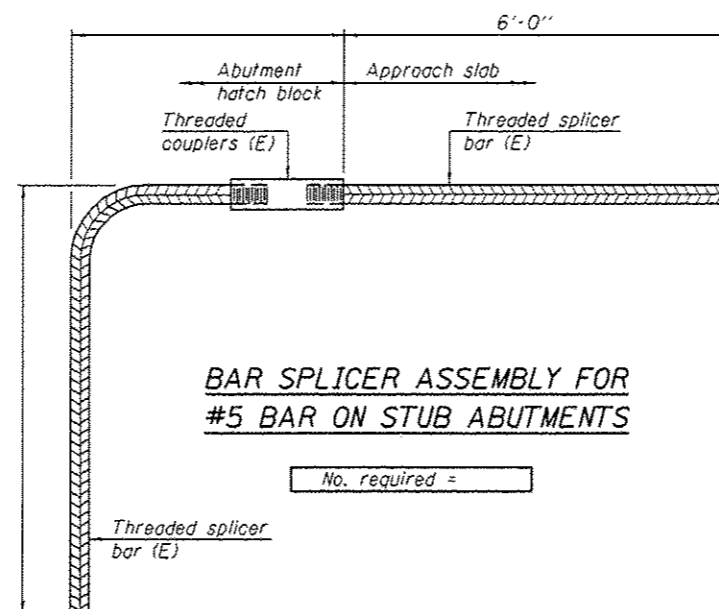 6'-0"
Abutment
hatch block
Approach slab
Threaded
couplers (E)
Threaded splicer
bar (E)
BAR SPLICER ASSEMBLY FOR
#5 BAR ON STUB ABUTMENTS
No. required =
Threaded splicer
bar (E)